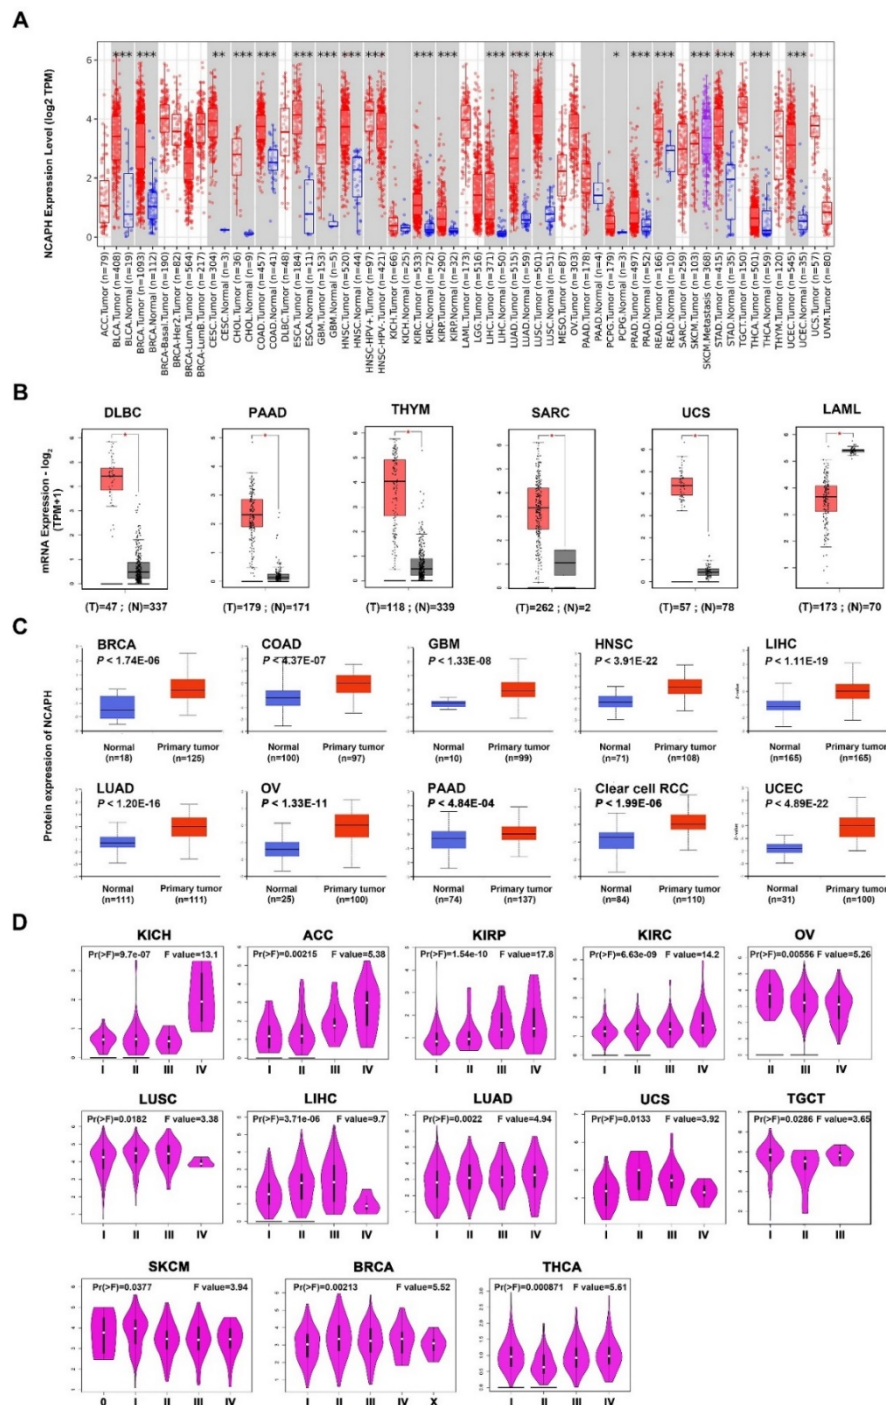 A
NCAPH Expression Level (log2 TPM)
6
4
2
0
*** *** ** *** *** *** *** *** *** *** *** *** *** *** * *** *** *** *** *** ***
ACC.Tumor (n=79)
BLCA.Tumor (n=408)
BLCA.Normal (n=19)
BRCA.Tumor (n=1093)
BRCA.Normal (n=112)
BRCA-Basal.Tumor (n=190)
BRCA-Her2.Tumor (n=82)
BRCA-LumA.Tumor (n=564)
BRCA-LumB.Tumor (n=217)
CESC.Tumor (n=304)
CESC.Normal (n=3)
CHOL.Tumor (n=36)
CHOL.Normal (n=9)
COAD.Tumor (n=457)
COAD.Normal (n=41)
DLBC.Tumor (n=48)
ESCA.Tumor (n=184)
ESCA.Normal (n=11)
GBM.Tumor (n=153)
GBM.Normal (n=5)
HNSC.Tumor (n=520)
HNSC.Normal (n=44)
HNSC-HPV+.Tumor (n=97)
HNSC-HPV-.Tumor (n=421)
KICH.Tumor (n=66)
KICH.Normal (n=25)
KIRC.Tumor (n=533)
KIRC.Normal (n=72)
KIRP.Tumor (n=290)
KIRP.Normal (n=32)
LAML.Tumor (n=173)
LGG.Tumor (n=516)
LIHC.Tumor (n=371)
LIHC.Normal (n=50)
LUAD.Tumor (n=515)
LUAD.Normal (n=59)
LUSC.Tumor (n=501)
LUSC.Normal (n=51)
MESO.Tumor (n=87)
OV.Tumor (n=303)
PAAD.Tumor (n=178)
PAAD.Normal (n=4)
PCPG.Tumor (n=179)
PCPG.Normal (n=3)
PRAD.Tumor (n=497)
PRAD.Normal (n=52)
READ.Tumor (n=166)
READ.Normal (n=10)
SARC.Tumor (n=259)
SKCM.Tumor (n=103)
SKCM.Metastasis (n=368)
STAD.Tumor (n=415)
STAD.Normal (n=35)
TGCT.Tumor (n=150)
THCA.Tumor (n=501)
THCA.Normal (n=59)
THYM.Tumor (n=120)
UCEC.Tumor (n=545)
UCEC.Normal (n=35)
UCS.Tumor (n=57)
UVM.Tumor (n=80)
B
mRNA Expression - log2
(TPM+1)
DLBC PAAD THYM SARC UCS LAML
(T)=47 ; (N)=337 (T)=179 ; (N)=171 (T)=118 ; (N)=339 (T)=262 ; (N)=2 (T)=57 ; (N)=78 (T)=173 ; (N)=70
C
Protein expression of NCAPH
BRCA COAD GBM HNSC LIHC
P < 1.74E-06 P < 4.37E-07 P < 1.33E-08 P < 3.91E-22 P < 1.11E-19
Z-value
Normal Primary tumor Normal Primary tumor Normal Primary tumor Normal Primary tumor Normal Primary tumor
(n=18) (n=125) (n=100) (n=97) (n=10) (n=99) (n=71) (n=108) (n=165) (n=165)
LUAD OV PAAD Clear cell RCC UCEC
P < 1.20E-16 P < 1.33E-11 P < 4.84E-04 P < 1.99E-06 P < 4.89E-22
Z-value
Normal Primary tumor Normal Primary tumor Normal Primary tumor Normal Primary tumor Normal Primary tumor
(n=111) (n=111) (n=25) (n=100) (n=74) (n=137) (n=84) (n=110) (n=31) (n=100)
D
KICH ACC KIRP KIRC OV
Pr(>F)=9.7e-07 F value=13.1 Pr(>F)=0.00215 F value=5.38 Pr(>F)=1.54e-10 F value=17.8 Pr(>F)=6.63e-09 F value=14.2 Pr(>F)=0.00556 F value=5.26
I II III IV I II III IV I II III IV I II III IV II III IV
LUSC LIHC LUAD UCS TGCT
Pr(>F)=0.0182 F value=3.38 Pr(>F)=3.71e-06 F value=9.7 Pr(>F)=0.0022 F value=4.94 Pr(>F)=0.0133 F value=3.92 Pr(>F)=0.0286 F value=3.65
I II III IV I II III IV I II III IV I II III IV I II III
SKCM BRCA THCA
Pr(>F)=0.0377 F value=3.94 Pr(>F)=0.00213 F value=5.52 Pr(>F)=0.000871 F value=5.61
0 I II III IV I II III IV X I II III IV